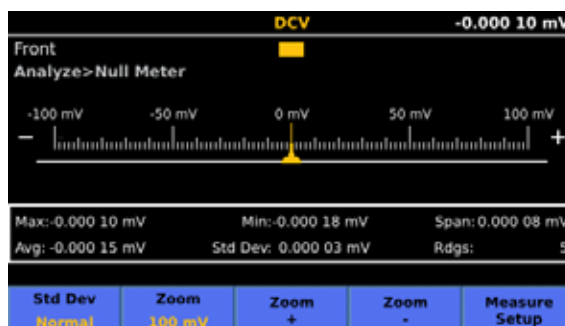 DCV -0.000 10 mV
Front
Analyze>Null Meter
-100 mV -50 mV 0 mV 50 mV 100 mV
- +
Max:-0.000 10 mV Min:-0.000 18 mV Span:0.000 08 mV
Avg: -0.000 15 mV Std Dev: 0.000 03 mV Rdgs: 5
Std Dev Zoom Zoom Zoom Measure
Normal 100 mV + - Setup